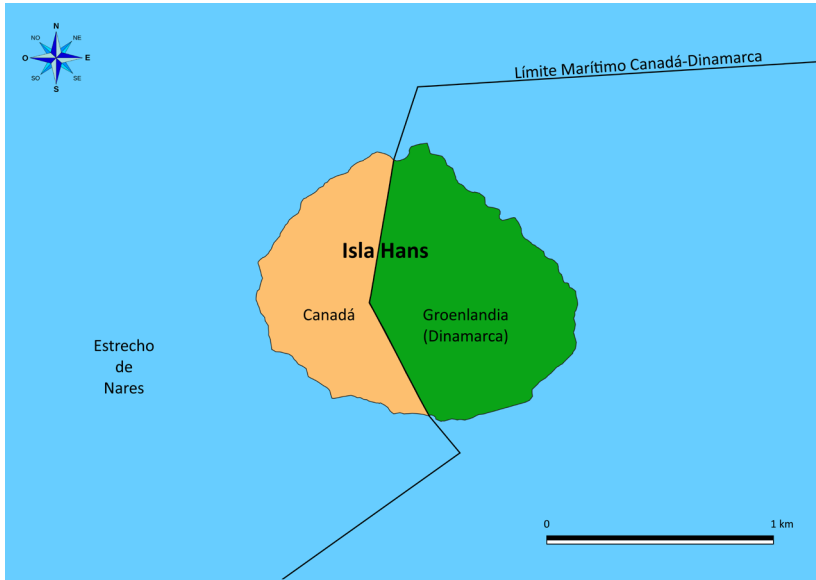 N
NO
NE
O
E
SO
SE
S
Límite Marítimo Canadá-Dinamarca
Isla Hans
Canadá
Groenlandia
(Dinamarca)
Estrecho
de
Nares
0
1 km